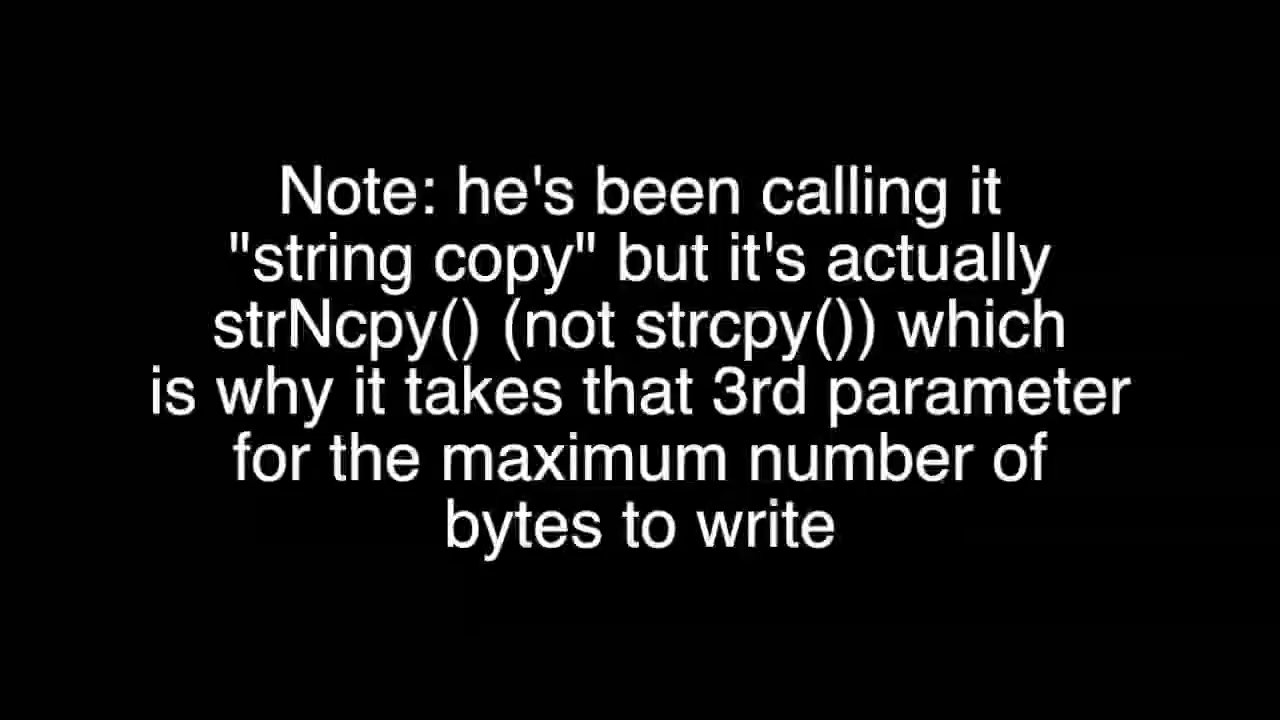 Note: he's been calling it
"string copy" but it's actually
strNcpy() (not strcpy()) which
is why it takes that 3rd parameter
for the maximum number of
bytes to write